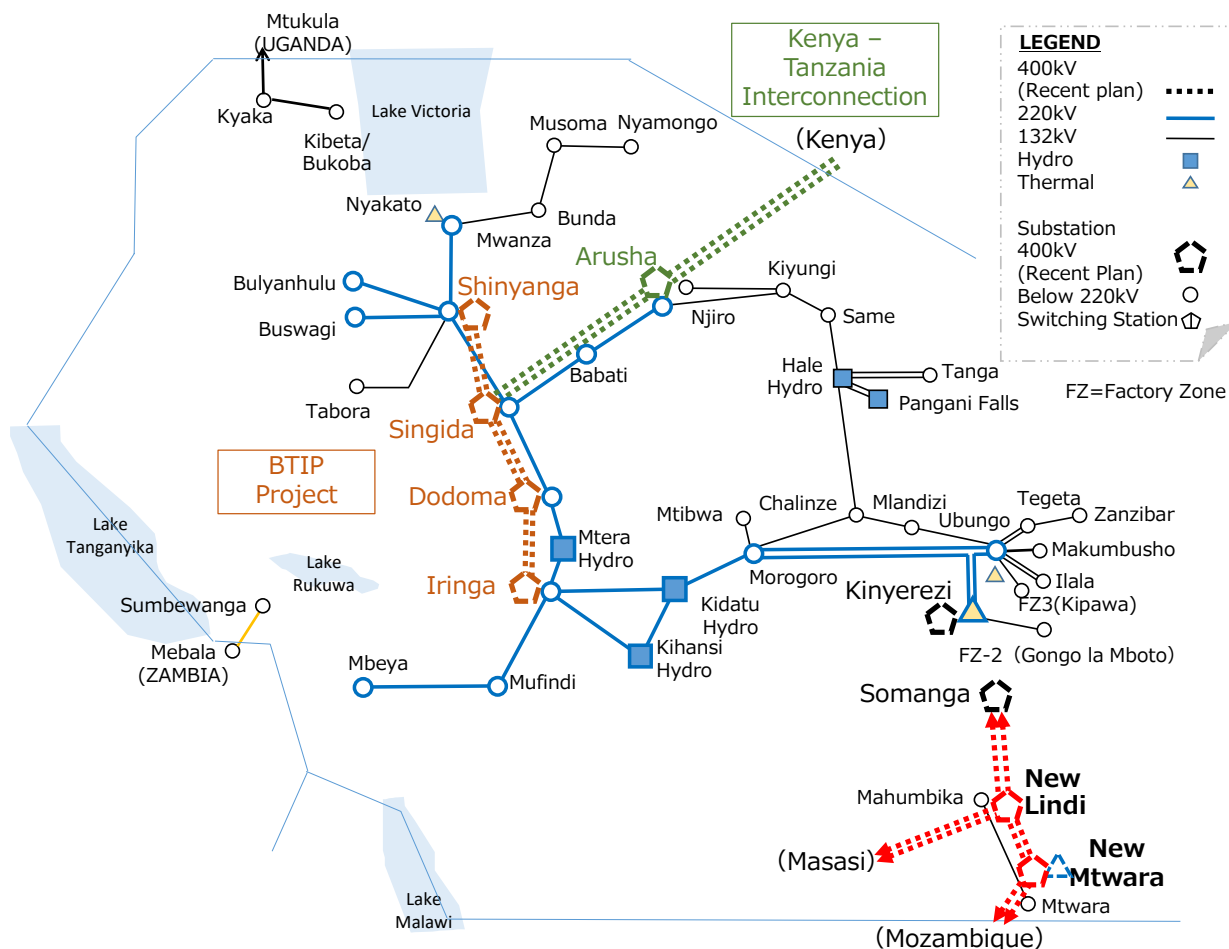 Mtukula
(UGANDA)
Kyaka
Kibeta/
Bukoba
Lake Victoria
Kenya –
Tanzania
Interconnection
(Kenya)
LEGEND
400kV
(Recent plan)
220kV
132kV
Hydro
Thermal
Substation
400kV
(Recent Plan)
Below 220kV
Switching Station
FZ=Factory Zone
Musoma
Nyamongo
Nyakato
Bunda
Mwanza
Bulyanhulu
Shinyanga
Buswagi
Arusha
Kiyungi
Njiro
Same
Babati
Hale
Hydro
Tanga
Pangani Falls
Tabora
Singida
BTIP
Project
Dodoma
Mtera
Hydro
Iringa
Mtibwa
Chalinze
Mlandizi
Ubungo
Tegeta
Zanzibar
Makumbusho
Ilala
FZ3(Kipawa)
Morogoro
Kinyerezi
FZ-2 (Gongo la Mboto)
Kidatu
Hydro
Kihansi
Hydro
Lake
Tanganyika
Lake
Rukuwa
Sumbewanga
Mebala
(ZAMBIA)
Mbeya
Mufindi
Somanga
Mahumbika
New
Lindi
(Masasi)
New
Mtwara
Mtwara
Lake
Malawi
(Mozambique)